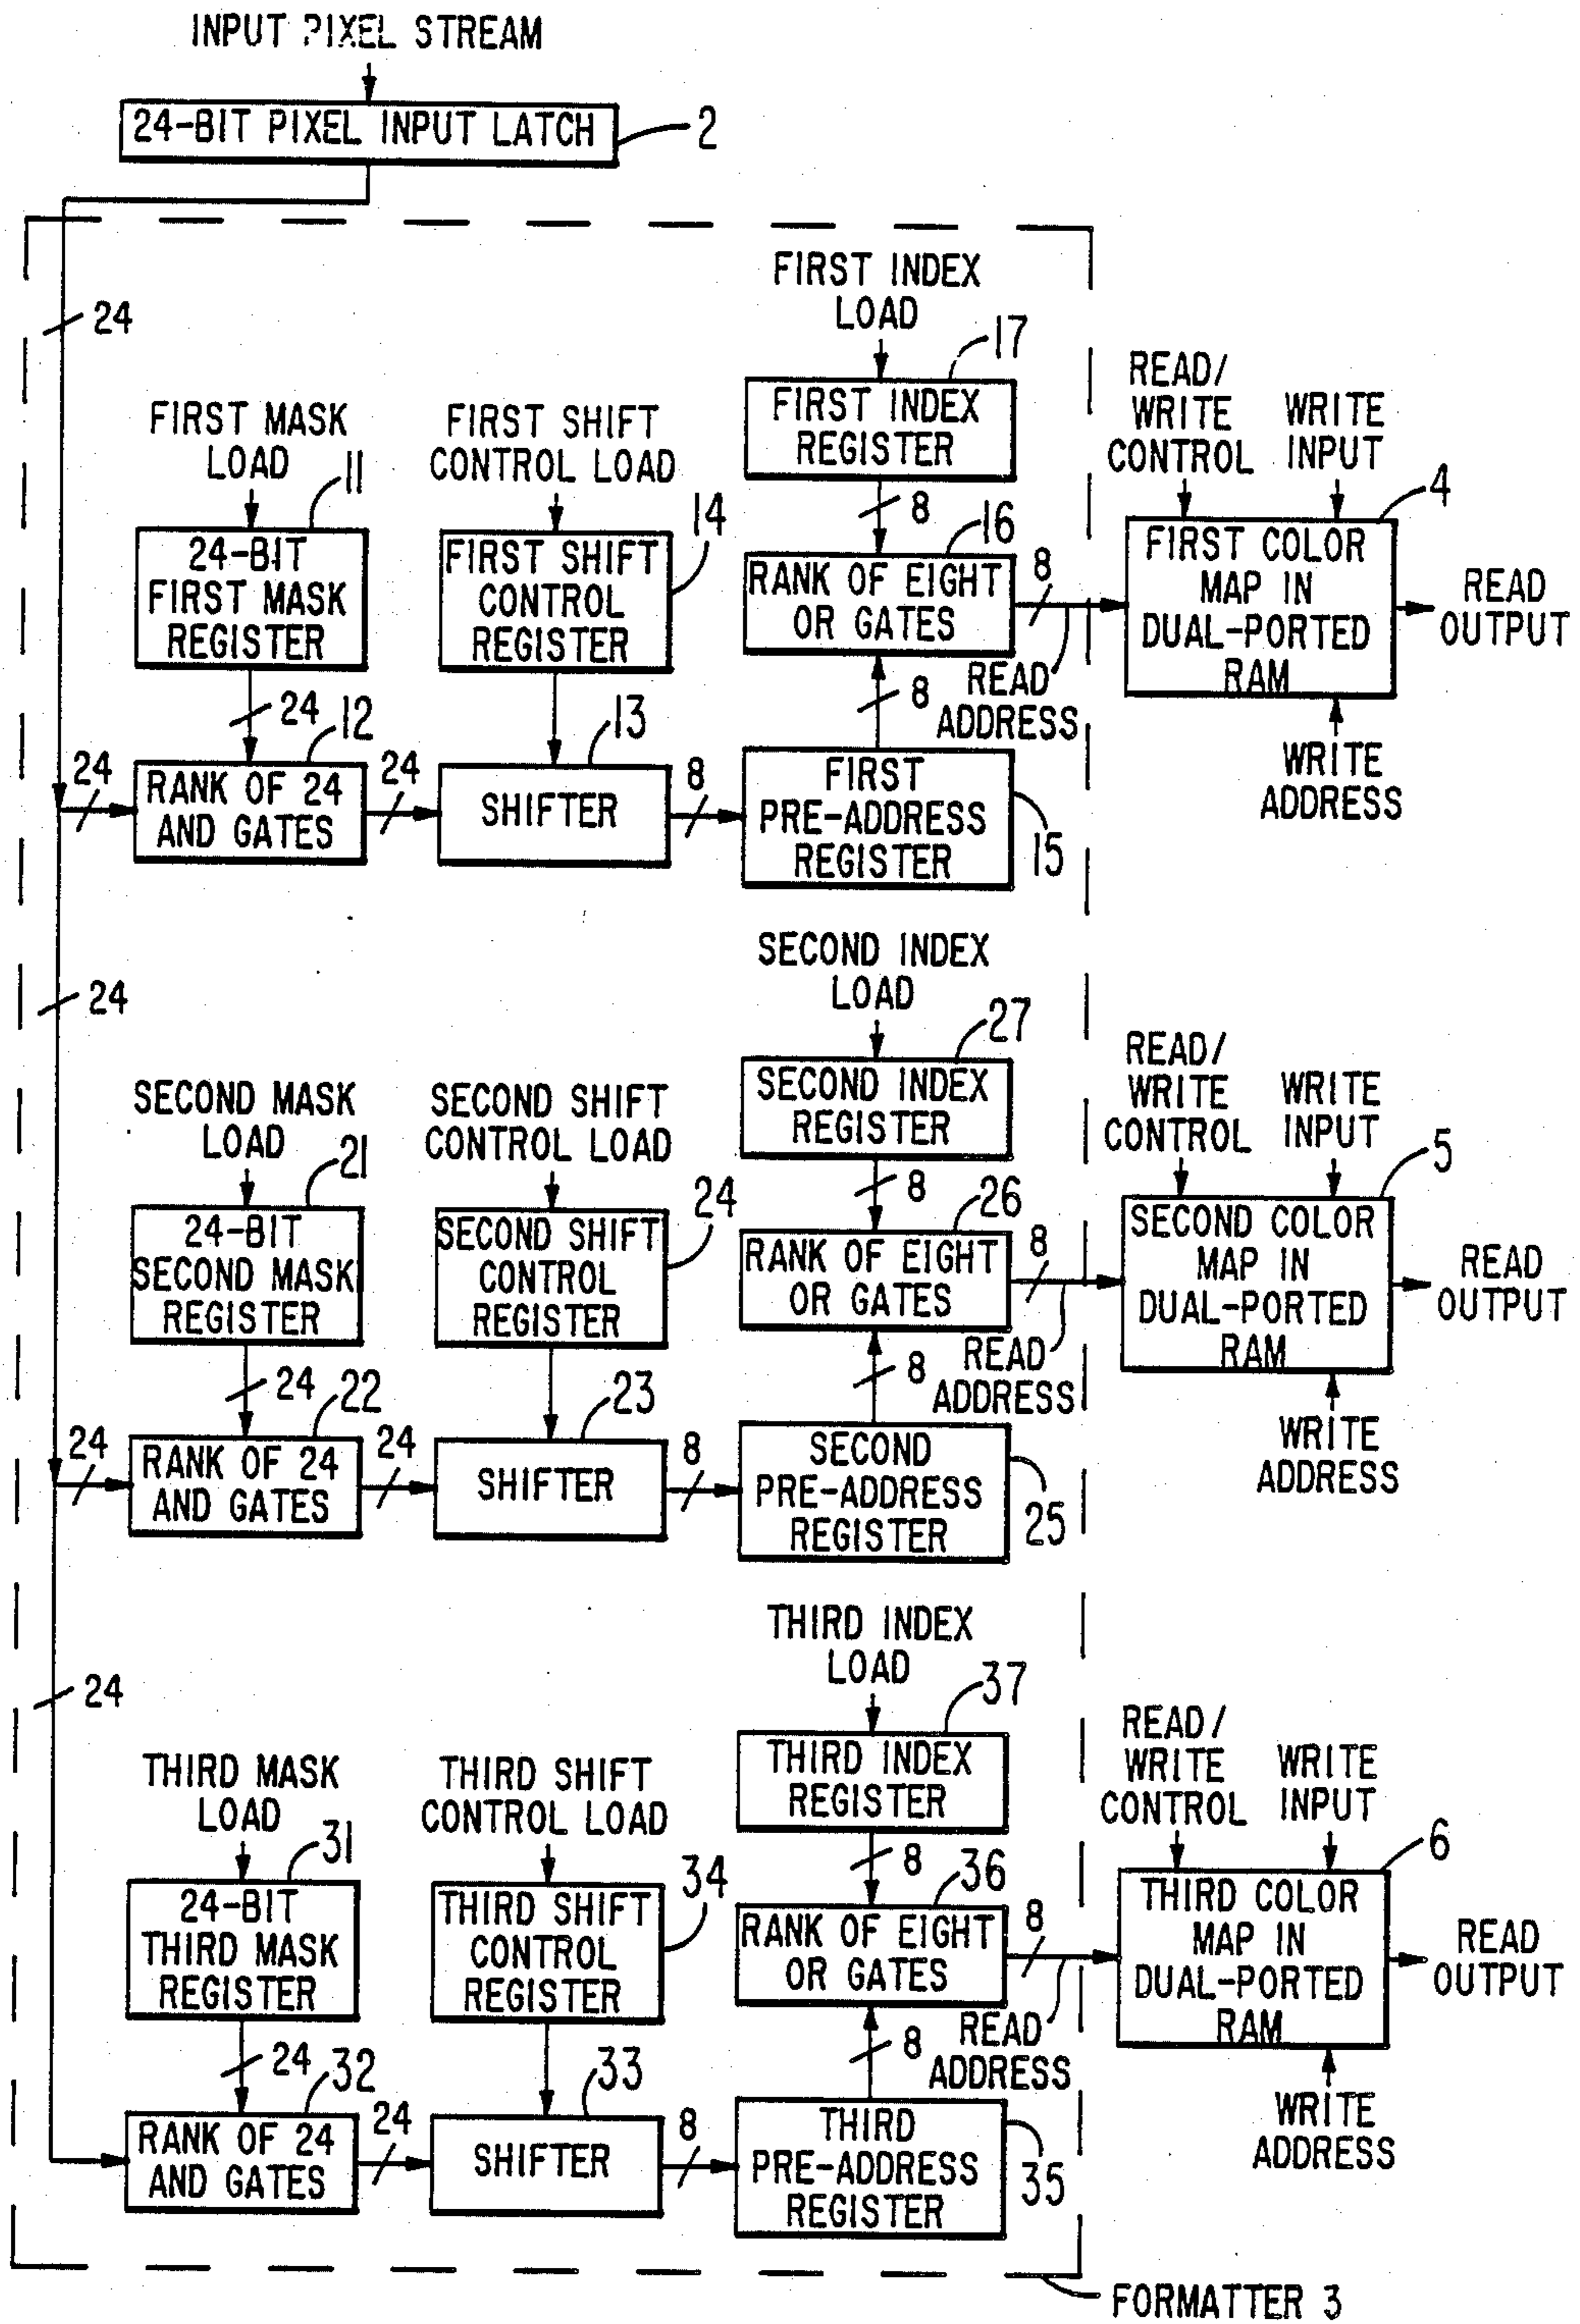 INPUT PIXEL STREAM
24-BIT PIXEL INPUT LATCH
2
24
FIRST INDEX
LOAD
17
FIRST INDEX
REGISTER
FIRST MASK
LOAD
11
24-BIT
FIRST MASK
REGISTER
FIRST SHIFT
CONTROL LOAD
14
FIRST SHIFT
CONTROL
REGISTER
8
16
RANK OF EIGHT
OR GATES
8
READ
ADDRESS
READ/
WRITE
CONTROL
WRITE
INPUT
4
FIRST COLOR
MAP IN
DUAL-PORTED
RAM
READ
OUTPUT
WRITE
ADDRESS
24
12
24
RANK OF 24
AND GATES
24
13
SHIFTER
8
8
FIRST
PRE-ADDRESS
REGISTER
15
24
SECOND INDEX
LOAD
27
SECOND INDEX
REGISTER
SECOND MASK
LOAD
21
24-BIT
SECOND MASK
REGISTER
SECOND SHIFT
CONTROL LOAD
24
SECOND SHIFT
CONTROL
REGISTER
8
26
RANK OF EIGHT
OR GATES
8
READ
ADDRESS
READ/
WRITE
CONTROL
WRITE
INPUT
5
SECOND COLOR
MAP IN
DUAL-PORTED
RAM
READ
OUTPUT
WRITE
ADDRESS
24
22
24
RANK OF 24
AND GATES
24
23
SHIFTER
8
8
SECOND
PRE-ADDRESS
REGISTER
25
24
THIRD INDEX
LOAD
37
THIRD INDEX
REGISTER
THIRD MASK
LOAD
31
24-BIT
THIRD MASK
REGISTER
THIRD SHIFT
CONTROL LOAD
34
THIRD SHIFT
CONTROL
REGISTER
8
36
RANK OF EIGHT
OR GATES
8
READ
ADDRESS
READ/
WRITE
CONTROL
WRITE
INPUT
6
THIRD COLOR
MAP IN
DUAL-PORTED
RAM
READ
OUTPUT
WRITE
ADDRESS
24
32
RANK OF 24
AND GATES
24
33
SHIFTER
8
8
THIRD
PRE-ADDRESS
REGISTER
35
FORMATTER 3